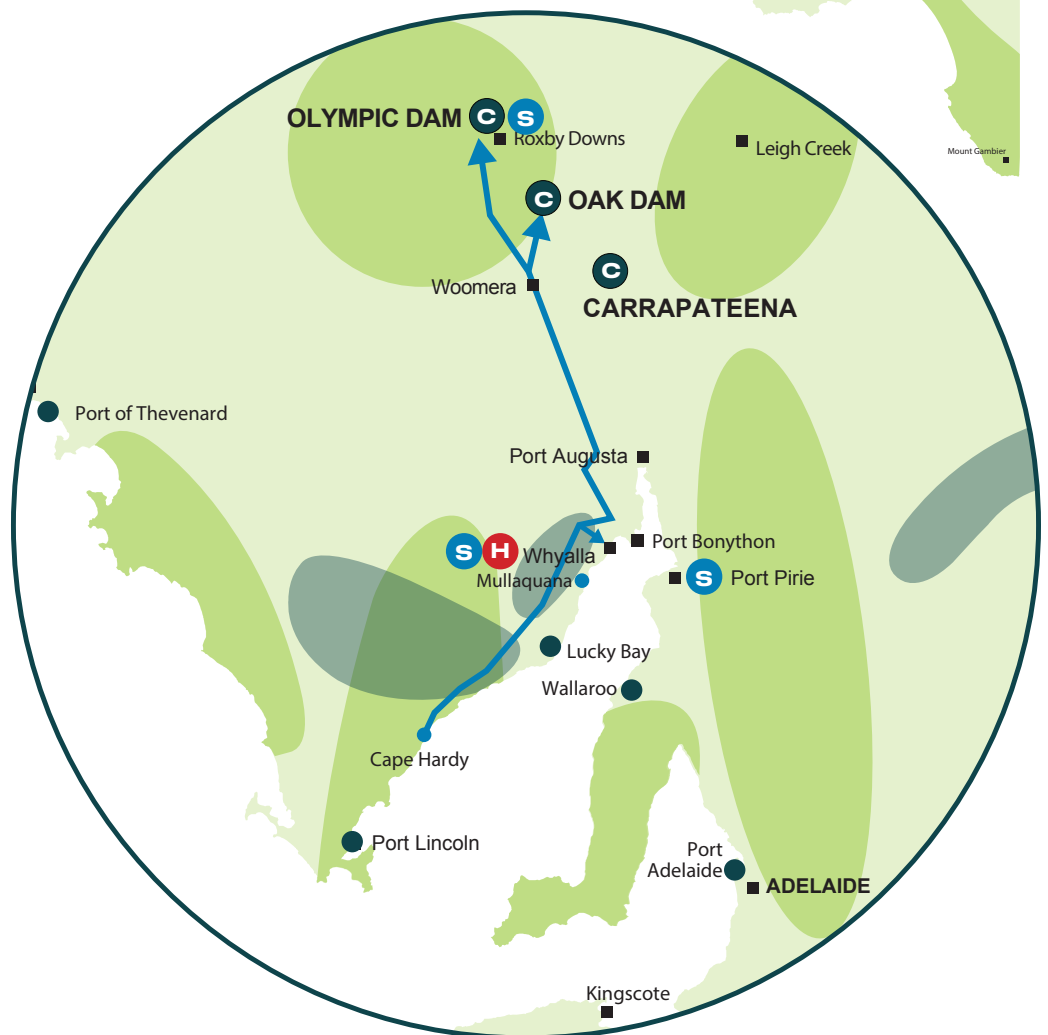 OLYMPIC DAM C S
Roxby Downs
Leigh Creek
Mount Gambier
C OAK DAM
C
Woomera
CARRAPATEENA
Port of Thevenard
Port Augusta
S H Whyalla
Port Bonython
Mullaquana
S Port Pirie
Lucky Bay
Wallaroo
Cape Hardy
Port Lincoln
Port
Adelaide
ADELAIDE
Kingscote